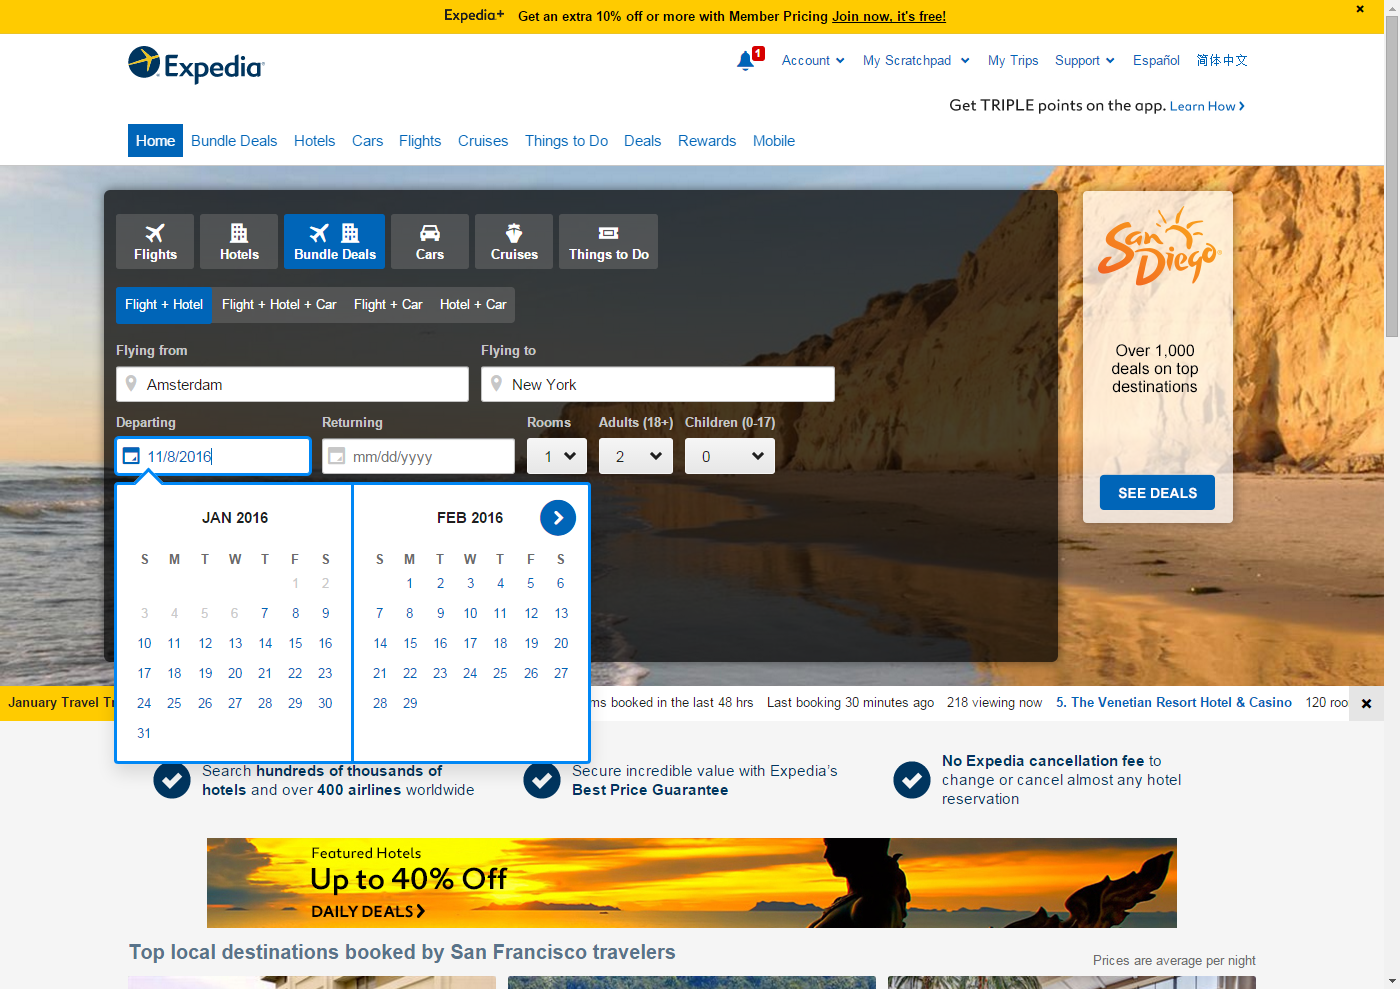 Expedia+ Get an extra 10% off or more with Member Pricing Join now, it's free!
Expedia
1 Account My Scratchpad My Trips Support Español 简体中文
Get TRIPLE points on the app. Learn How
Home Bundle Deals Hotels Cars Flights Cruises Things to Do Deals Rewards Mobile
Flights Hotels Bundle Deals Cars Cruises Things to Do
Flight + Hotel Flight + Hotel + Car Flight + Car Hotel + Car
Flying from Flying to
Amsterdam New York
Departing Returning Rooms Adults (18+) Children (0-17)
11/8/2016 mm/dd/yyyy 1 2 0
JAN 2016
S M T W T F S
1 2
3 4 5 6 7 8 9
10 11 12 13 14 15 16
17 18 19 20 21 22 23
24 25 26 27 28 29 30
31
FEB 2016
S M T W T F S
1 2 3 4 5 6
7 8 9 10 11 12 13
14 15 16 17 18 19 20
21 22 23 24 25 26 27
28 29
San Diego
Over 1,000
deals on top
destinations
SEE DEALS
January Travel booked in the last 48 hrs Last booking 30 minutes ago 218 viewing now 5. The Venetian Resort Hotel & Casino 120
Search hundreds of thousands of
hotels and over 400 airlines worldwide
Secure incredible value with Expedia's
Best Price Guarantee
No Expedia cancellation fee to
change or cancel almost any hotel
reservation
Featured Hotels
Up to 40% Off
DAILY DEALS
Top local destinations booked by San Francisco travelers
Prices are average per night